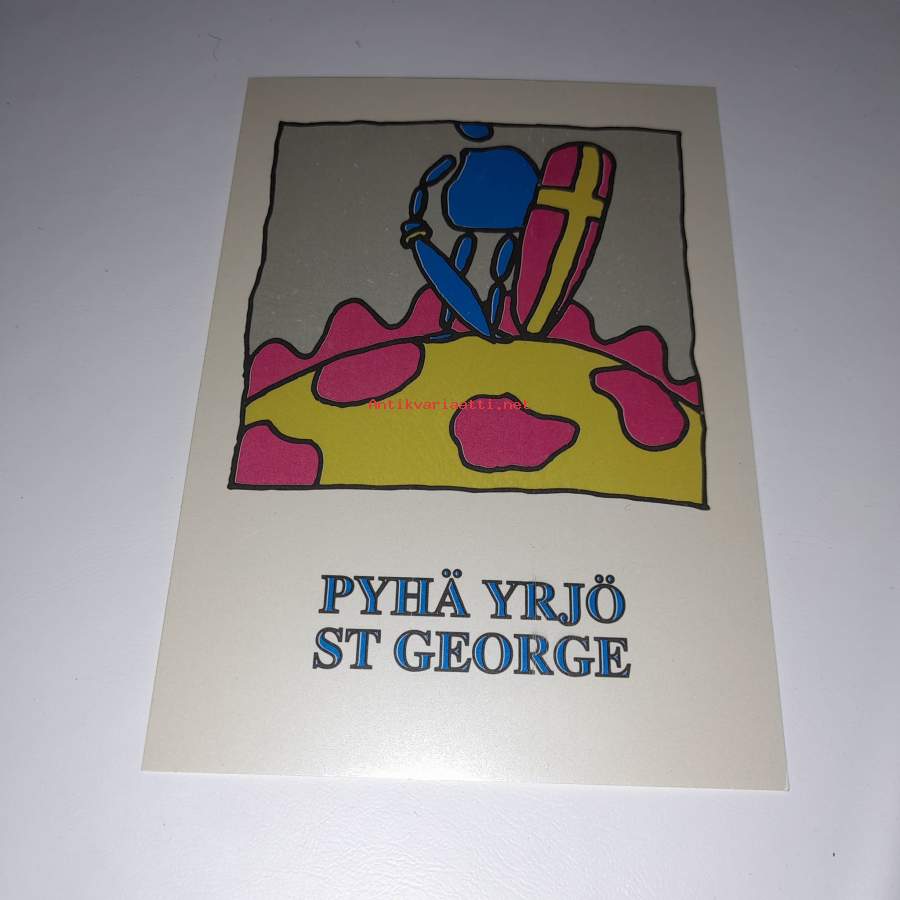 Antikvariaatti.net
PYHÄ YRJÖ
ST GEORGE